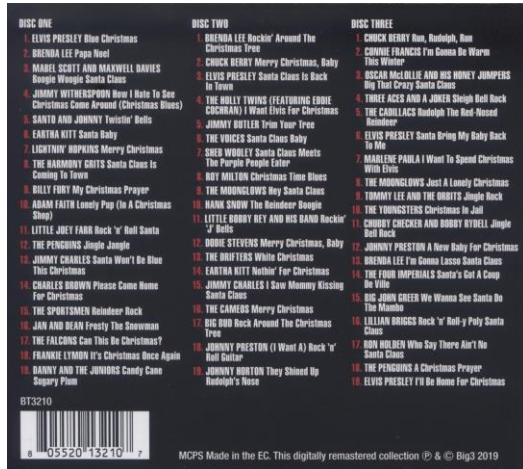 DISC ONE
1. ELVIS PRESLEY Blue Christmas
2. BRENDA LEE Papa Noel
3. MABEL SCOTT AND MAXWELL DAVIES
Boogie Woogie Santa Claus
4. JIMMY WITHERSPOON How I Hate To See
Christmas Come Around (Christmas Blues)
5. SANTO AND JOHNNY Twistin' Bells
6. EARTHA KITT Santa Baby
7. LIGHTNIN' HOPKINS Merry Christmas
8. THE HARMONY GRITS Santa Claus Is
Coming To Town
9. BILLY FURY My Christmas Prayer
10. ADAM FAITH Lonely Pup (In A Christmas
Shop)
11. LITTLE JOEY FARR Rock 'n' Roll Santa
12. THE PENGUINS Jingle Jangle
13. JIMMY CHARLES Santa Won't Be Blue
This Christmas
14. CHARLES BROWN Please Come Home
For Christmas
15. THE SPORTSMEN Reindeer Rock
16. JAN AND DEAN Frosty The Snowman
17. THE FALCONS Can This Be Christmas?
18. FRANKIE LYMON It's Christmas Once Again
19. DANNY AND THE JUNIORS Candy Cane
Sugary Plum
DISC TWO
1. BRENDA LEE Rockin' Around The
Christmas Tree
2. CHUCK BERRY Merry Christmas, Baby
3. ELVIS PRESLEY Santa Claus Is Back
In Town
4. THE HOLLY TWINS (FEATURING EDDIE
COCHRAN) I Want Elvis For Christmas
5. JIMMY BUTLER Trim Your Tree
6. THE VOICES Santa Claus Baby
7. SHEB WOOLEY Santa Claus Meets
The Purple People Eater
8. ROY MILTON Christmas Time Blues
9. THE MOONGLOWS Hey Santa Claus
10. HANK SNOW The Reindeer Boogie
11. LITTLE BOBBY REY AND HIS BAND Rockin'
'J' Bells
12. DODIE STEVENS Merry Christmas, Baby
13. THE DRIFTERS White Christmas
14. EARTHA KITT Nothin' For Christmas
15. JIMMY CHARLES I Saw Mommy Kissing
Santa Claus
16. THE CAMEOS Merry Christmas
17. BIG BUD Rock Around The Christmas
Tree
18. JOHNNY PRESTON (I Want A) Rock 'n'
Roll Guitar
19. JOHNNY HORTON They Shined Up
Rudolph's Nose
DISC THREE
1. CHUCK BERRY Run, Rudolph, Run
2. CONNIE FRANCIS I'm Gonna Be Warm
This Winter
3. OSCAR McLOLLIE AND HIS HONEY JUMPERS
Dig That Crazy Santa Claus
4. THREE ACES AND A JOKER Sleigh Bell Rock
5. THE CADILLACS Rudolph The Red-Nosed
Reindeer
6. ELVIS PRESLEY Santa Bring My Baby Back
To Me
7. MARLENE PAULA I Want To Spend Christmas
With Elvis
8. THE MOONGLOWS Just A Lonely Christmas
9. TOMMY LEE AND THE ORBITS Jingle Rock
10. THE YOUNGSTERS Christmas In Jail
11. CHUBBY CHECKER AND BOBBY RYDELL Jingle
Bell Rock
12. JOHNNY PRESTON A New Baby For Christmas
13. BRENDA LEE I'm Gonna Lasso Santa Claus
14. THE FOUR IMPERIALS Santa's Got A Coup
De Ville
15. BIG JOHN GREER We Wanna See Santa Do
The Mambo
16. LILLIAN BRIGGS Rock 'n' Roll-y Poly Santa
Claus
17. RON HOLDEN Who Say There Ain't No
Santa Claus
18. THE PENGUINS A Christmas Prayer
19. ELVIS PRESLEY I'll Be Home For Christmas
BT3210
8 05520 13210 7
MCPS Made in the EC. This digitally remastered collection ℗ & © Big3 2019